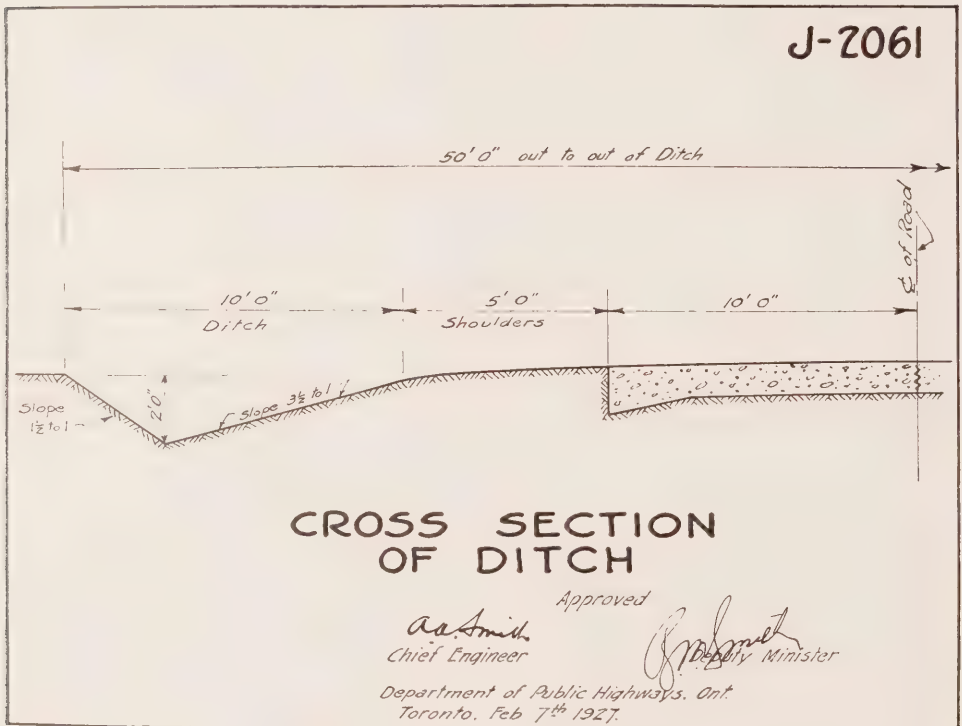 J-2061
50' 0" out to out of Ditch
℄ of Road
10' 0"
Ditch
5' 0"
Shoulders
10' 0"
Slope
1½ to 1
2'0"
Slope 3½ to 1
CROSS SECTION
OF DITCH
Approved
A.A. Smith
Chief Engineer
Deputy Minister
Department of Public Highways. Ont.
Toronto. Feb 7th 1927.